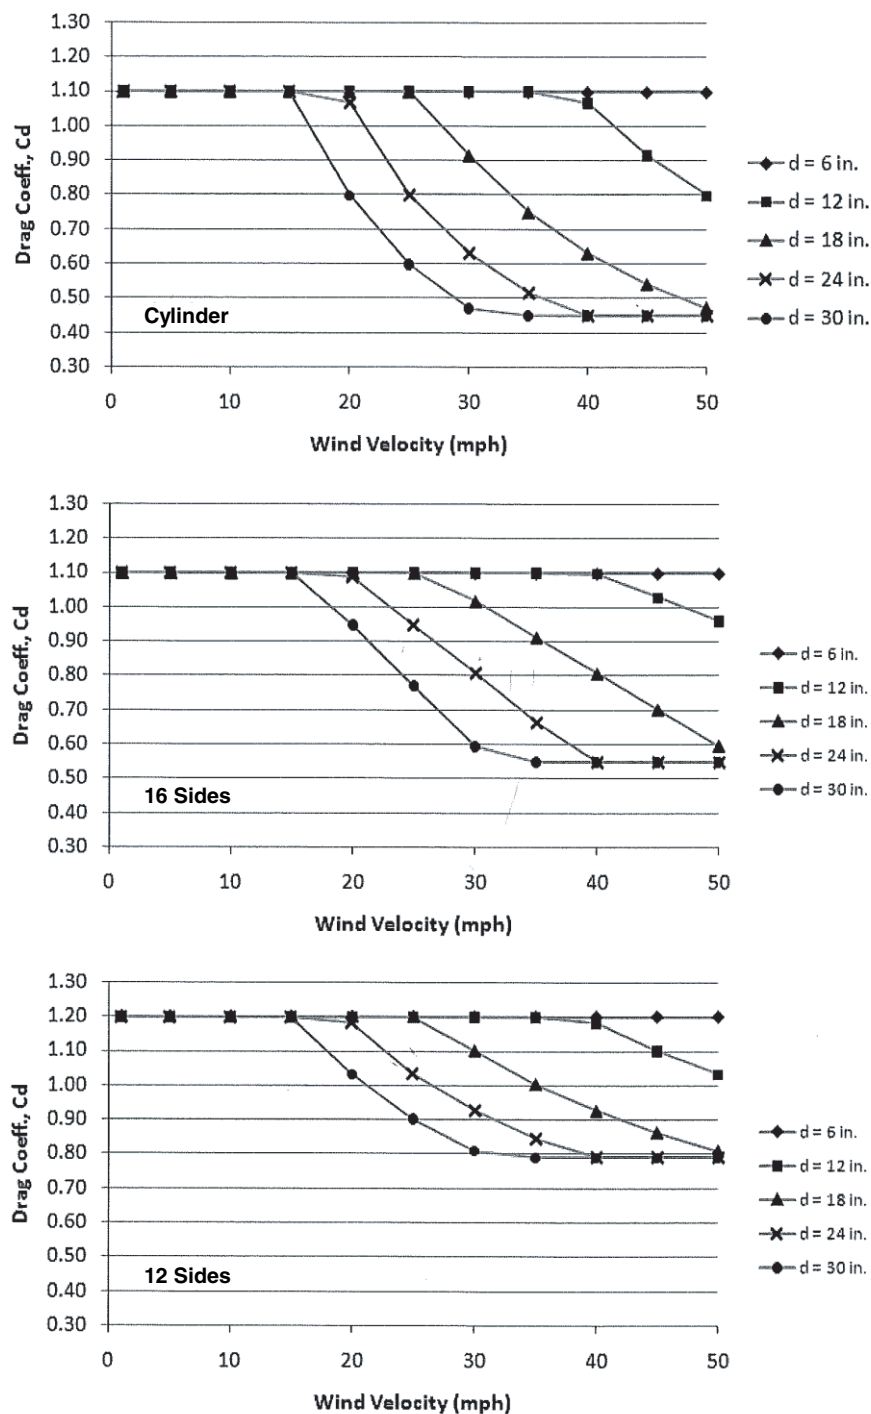 1.30
1.20
1.10
1.00
0.90
0.80
0.70
0.60
0.50
0.40
0.30
Drag Coeff., Cd
Cylinder
0 10 20 30 40 50
Wind Velocity (mph)
d = 6 in.
d = 12 in.
d = 18 in.
d = 24 in.
d = 30 in.
1.30
1.20
1.10
1.00
0.90
0.80
0.70
0.60
0.50
0.40
0.30
Drag Coeff., Cd
16 Sides
0 10 20 30 40 50
Wind Velocity (mph)
d = 6 in.
d = 12 in.
d = 18 in.
d = 24 in.
d = 30 in.
1.30
1.20
1.10
1.00
0.90
0.80
0.70
0.60
0.50
0.40
0.30
Drag Coeff., Cd
12 Sides
0 10 20 30 40 50
Wind Velocity (mph)
d = 6 in.
d = 12 in.
d = 18 in.
d = 24 in.
d = 30 in.